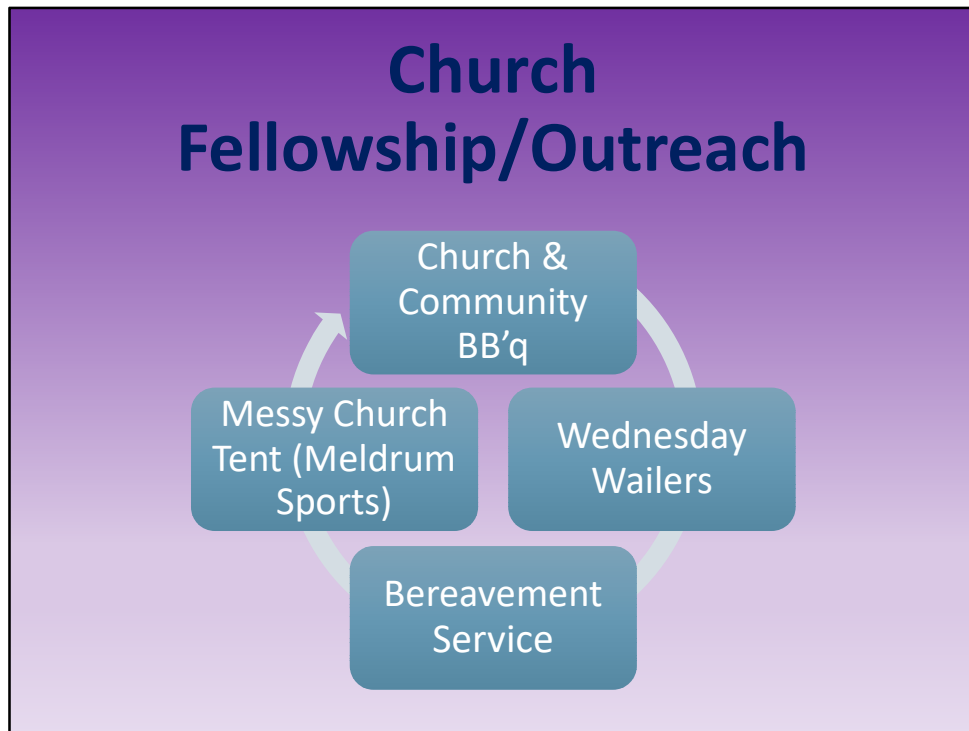 Church
Fellowship/Outreach
Church &
Community
BB’q
Wednesday
Wailers
Bereavement
Service
Messy Church
Tent (Meldrum
Sports)